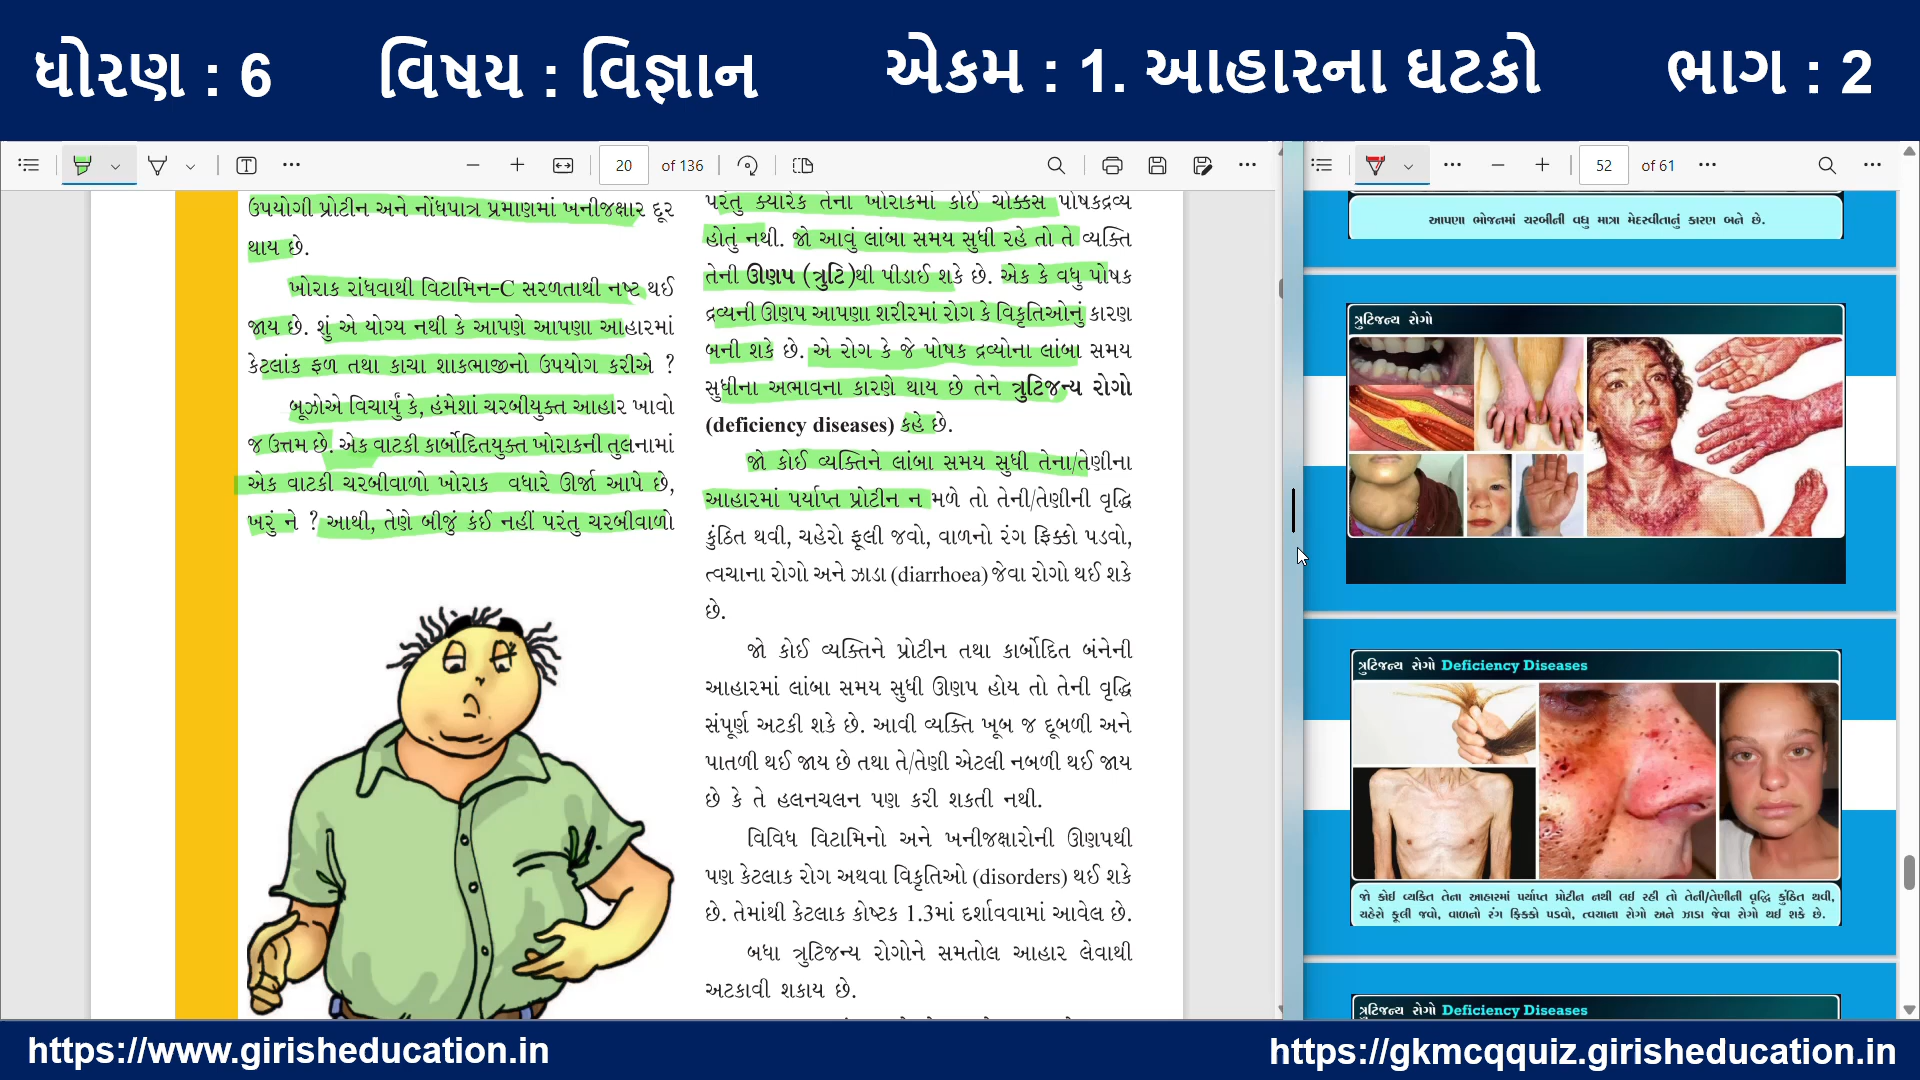 ધોરણ : 6 વિષય : વિજ્ઞાન એકમ : 1. આહારના ઘટકો ભાગ : 2
20 of 136
52 of 61
ઉપયોગી પ્રોટીન અને નોંધપાત્ર પ્રમાણમાં ખનીજક્ષાર દૂર
થાય છે.
ખોરાક રાંધવાથી વિટામિન-C સરળતાથી નષ્ટ થઈ
જાય છે. શું એ યોગ્ય નથી કે આપણે આપણા આહારમાં
કેટલાંક ફળ તથા કાચા શાકભાજીનો ઉપયોગ કરીએ ?
બૂઝોએ વિચાર્યું કે, હંમેશાં ચરબીયુક્ત આહાર ખાવો
જ ઉત્તમ છે. એક વાટકી કાર્બોદિતયુક્ત ખોરાકની તુલનામાં
એક વાટકી ચરબીવાળો ખોરાક વધારે ઊર્જા આપે છે,
ખરું ને ? આથી, તેણે બીજું કંઈ નહીં પરંતુ ચરબીવાળો
પરંતુ ક્યારેક તેના ખોરાકમાં કોઈ ચોક્કસ પોષકદ્રવ્ય
હોતું નથી. જો આવું લાંબા સમય સુધી રહે તો તે વ્યક્તિ
તેની ઊણપ (ત્રુટિ)થી પીડાઈ શકે છે. એક કે વધુ પોષક
દ્રવ્યની ઊણપ આપણા શરીરમાં રોગ કે વિકૃતિઓનું કારણ
બની શકે છે. એ રોગ કે જે પોષક દ્રવ્યોના લાંબા સમય
સુધીના અભાવના કારણે થાય છે તેને ત્રુટિજન્ય રોગો
(deficiency diseases) કહે છે.
જો કોઈ વ્યક્તિને લાંબા સમય સુધી તેના/તેણીના
આહારમાં પર્યાપ્ત પ્રોટીન ન મળે તો તેની/તેણીની વૃદ્ધિ
કુંઠિત થવી, ચહેરો ફૂલી જવો, વાળનો રંગ ફિક્કો પડવો,
ત્વચાના રોગો અને ઝાડા (diarrhoea) જેવા રોગો થઈ શકે
છે.
જો કોઈ વ્યક્તિને પ્રોટીન તથા કાર્બોદિત બંનેની
આહારમાં લાંબા સમય સુધી ઊણપ હોય તો તેની વૃદ્ધિ
સંપૂર્ણ અટકી શકે છે. આવી વ્યક્તિ ખૂબ જ દૂબળી અને
પાતળી થઈ જાય છે તથા તે/તેણી એટલી નબળી થઈ જાય
છે કે તે હલનચલન પણ કરી શકતી નથી.
વિવિધ વિટામિનો અને ખનીજક્ષારોની ઊણપથી
પણ કેટલાક રોગ અથવા વિકૃતિઓ (disorders) થઈ શકે
છે. તેમાંથી કેટલાક કોષ્ટક 1.3માં દર્શાવવામાં આવેલ છે.
બધા ત્રુટિજન્ય રોગોને સમતોલ આહાર લેવાથી
અટકાવી શકાય છે.
આપણા ભોજનમાં ચરબીની વધુ માત્રા મેદસ્વીતાનું કારણ બને છે.
ત્રુટિજન્ય રોગો
ત્રુટિજન્ય રોગો Deficiency Diseases
જો કોઈ વ્યક્તિ તેના આહારમાં પર્યાપ્ત પ્રોટીન નથી લઈ રહી તો તેની/તેણીની વૃદ્ધિ કુંઠિત થવી,
ચહેરો ફૂલી જવો, વાળનો રંગ ફિક્કો પડવો, ત્વચાના રોગો અને ઝાડા જેવા રોગો થઈ શકે છે.
ત્રુટિજન્ય રોગો Deficiency Diseases
https://www.girisheducation.in https://gkmcqquiz.girisheducation.in